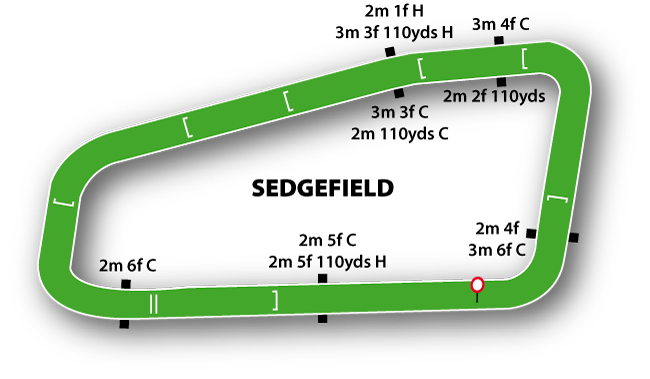 2m 1f H
3m 3f 110yds H
3m 4f C
2m 2f 110yds
3m 3f C
2m 110yds C
SEDGEFIELD
2m 4f
3m 6f C
2m 5f C
2m 5f 110yds H
2m 6f C